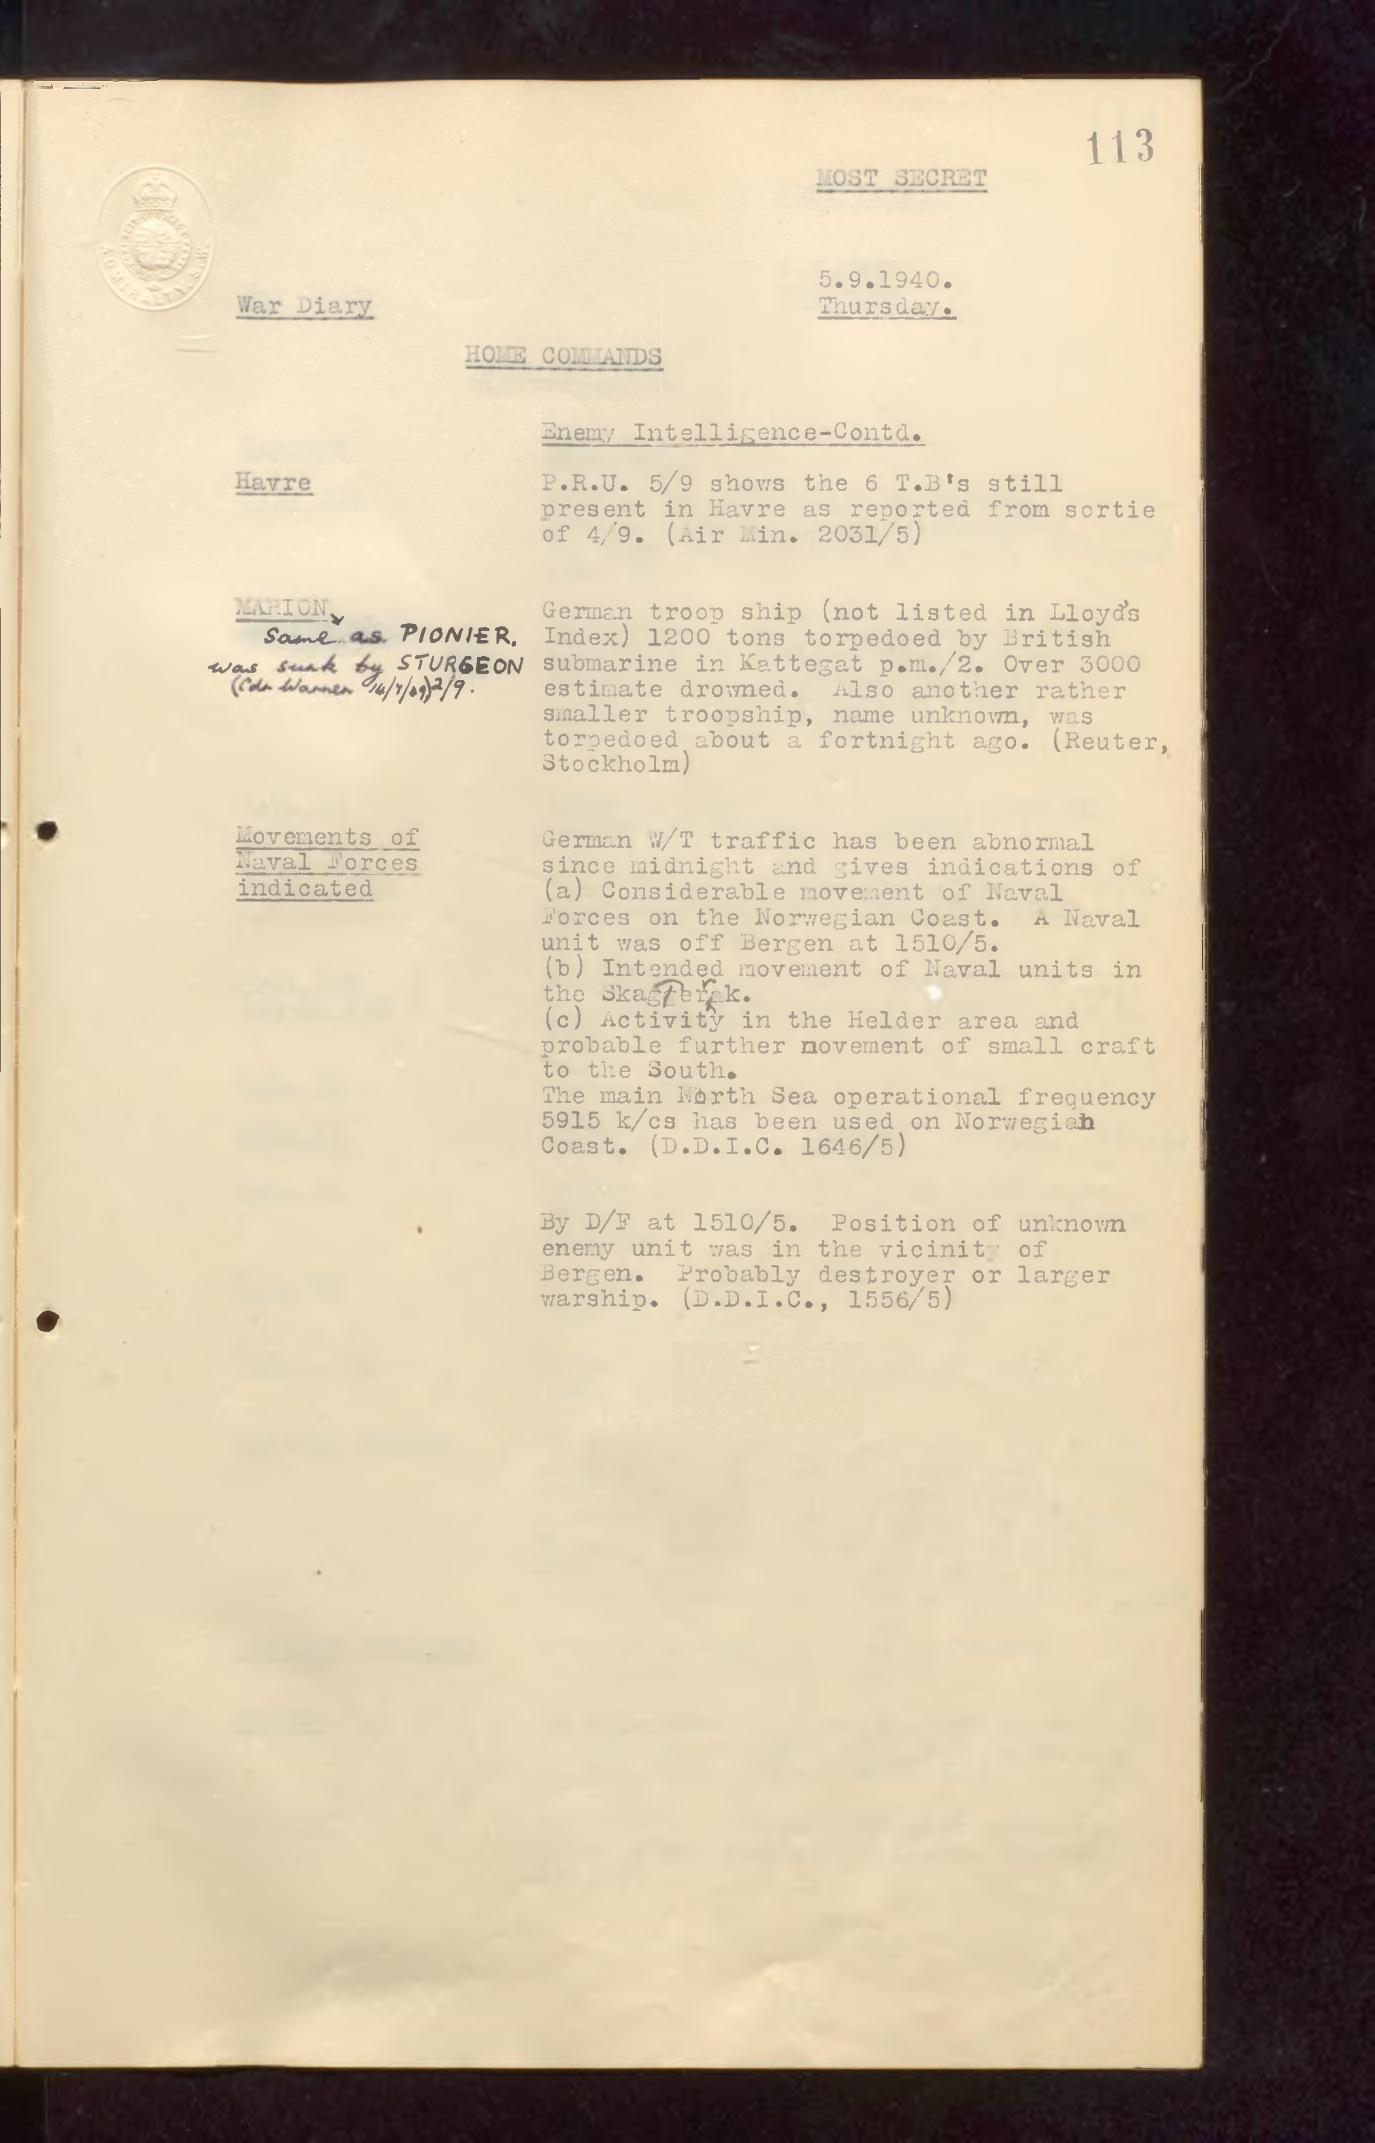 113
MOST SECRET
ADMIRALTY. S.W.
5.9.1940.
War Diary
Thursday.
HOME COMMANDS
Enemy Intelligence-Contd.
Havre
P.R.U. 5/9 shows the 6 T.B's still
present in Havre as reported from sortie
of 4/9. (Air Min. 2031/5)
MARION
Same as PIONIER.
was sunk by STURGEON
(Cdr Warner 2/9.
German troop ship (not listed in Lloyd's
Index) 1200 tons torpedoed by British
submarine in Kattegat p.m./2. Over 3000
estimate drowned. Also another rather
smaller troopship, name unknown, was
torpedoed about a fortnight ago. (Reuter,
Stockholm)
Movements of
Naval Forces
indicated
German W/T traffic has been abnormal
since midnight and gives indications of
(a) Considerable movement of Naval
Forces on the Norwegian Coast. A Naval
unit was off Bergen at 1510/5.
(b) Intended movement of Naval units in
the Skagerrak.
(c) Activity in the Helder area and
probable further movement of small craft
to the South.
The main North Sea operational frequency
5915 k/cs has been used on Norwegian
Coast. (D.D.I.C. 1646/5)
By D/F at 1510/5. Position of unknown
enemy unit was in the vicinity of
Bergen. Probably destroyer or larger
warship. (D.D.I.C., 1556/5)